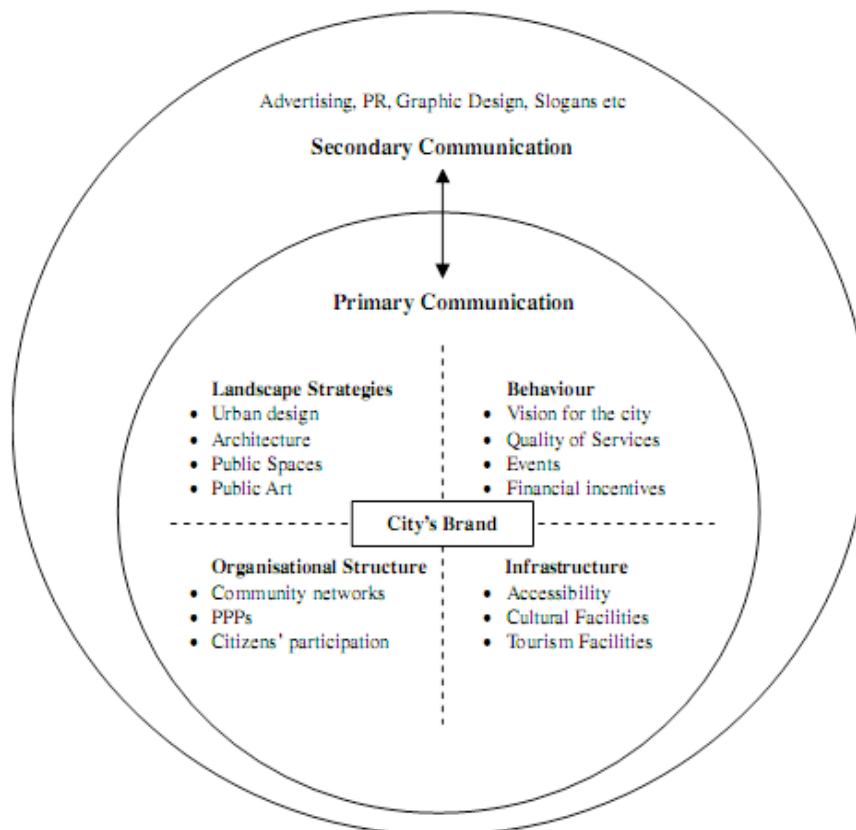 Advertising, PR, Graphic Design, Slogans etc
Secondary Communication
Primary Communication
Landscape Strategies
• Urban design
• Architecture
• Public Spaces
• Public Art
Behaviour
• Vision for the city
• Quality of Services
• Events
• Financial incentives
City's Brand
Organisational Structure
• Community networks
• PPPs
• Citizens' participation
Infrastructure
• Accessibility
• Cultural Facilities
• Tourism Facilities